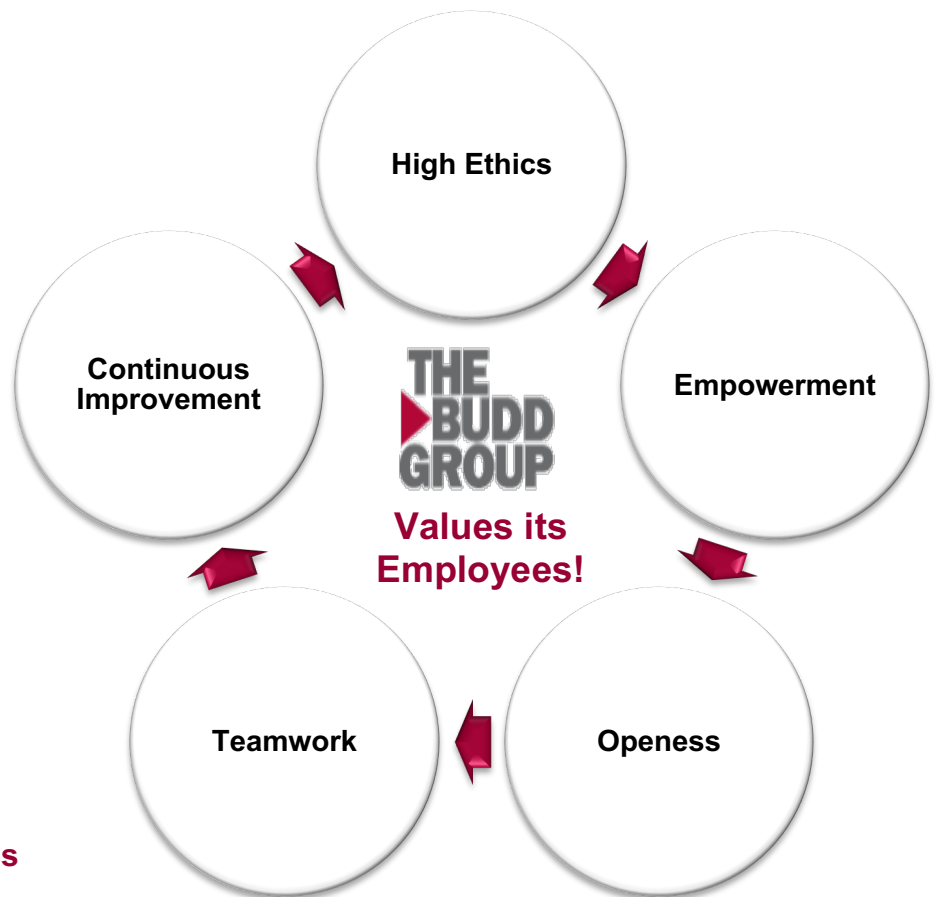 High Ethics
Continuous
Improvement
THE
BUDD
GROUP
Empowerment
Values its
Employees!
Teamwork
Openess
s